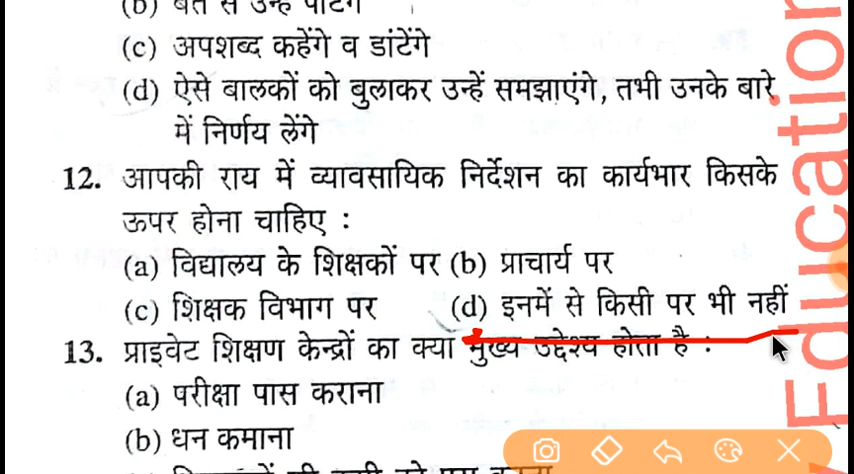 (b) बेंत से उन्हें पीटेंगे
(c) अपशब्द कहेंगे व डांटेंगे
(d) ऐसे बालकों को बुलाकर उन्हें समझाएंगे, तभी उनके बारे
में निर्णय लेंगे
12. आपकी राय में व्यावसायिक निर्देशन का कार्यभार किसके
ऊपर होना चाहिए :
(a) विद्यालय के शिक्षकों पर (b) प्राचार्य पर
(c) शिक्षक विभाग पर (d) इनमें से किसी पर भी नहीं
13. प्राइवेट शिक्षण केन्द्रों का क्या मुख्य उद्देश्य होता है :
(a) परीक्षा पास कराना
(b) धन कमाना
Education